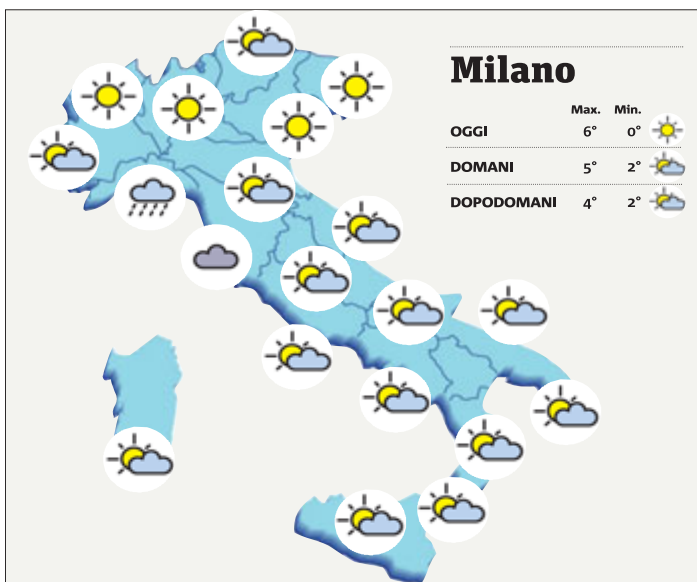 Milano
Max. Min.
OGGI 6° 0°
DOMANI 5° 2°
DOPODOMANI 4° 2°